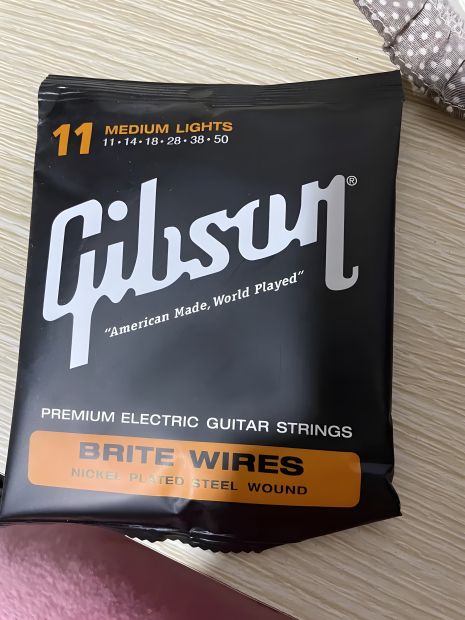 11 MEDIUM LIGHTS
11•14•18•28•38•50
Gibson®
"American Made, World Played"
PREMIUM ELECTRIC GUITAR STRINGS
BRITE WIRES
NICKEL PLATED STEEL WOUND